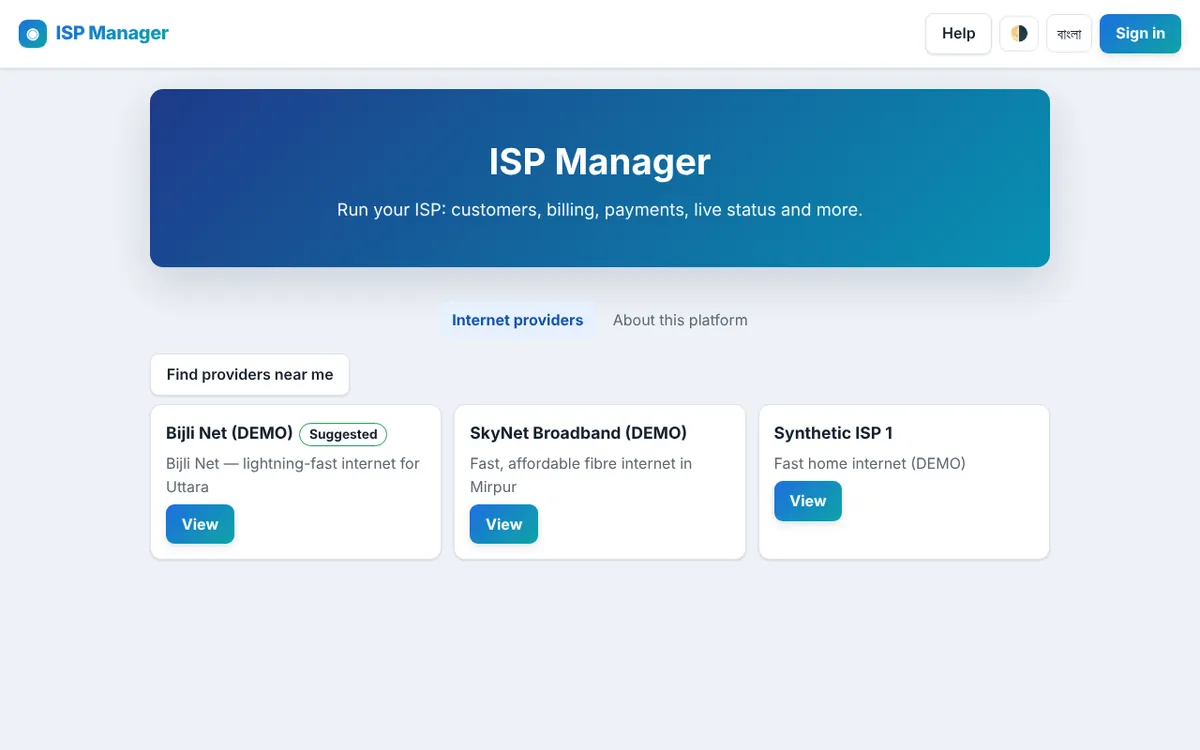 ISP Manager
Help
বাংলা
Sign in
ISP Manager
Run your ISP: customers, billing, payments, live status and more.
Internet providers
About this platform
Find providers near me
Bijli Net (DEMO)
Suggested
Bijli Net — lightning-fast internet for
Uttara
View
SkyNet Broadband (DEMO)
Fast, affordable fibre internet in
Mirpur
View
Synthetic ISP 1
Fast home internet (DEMO)
View